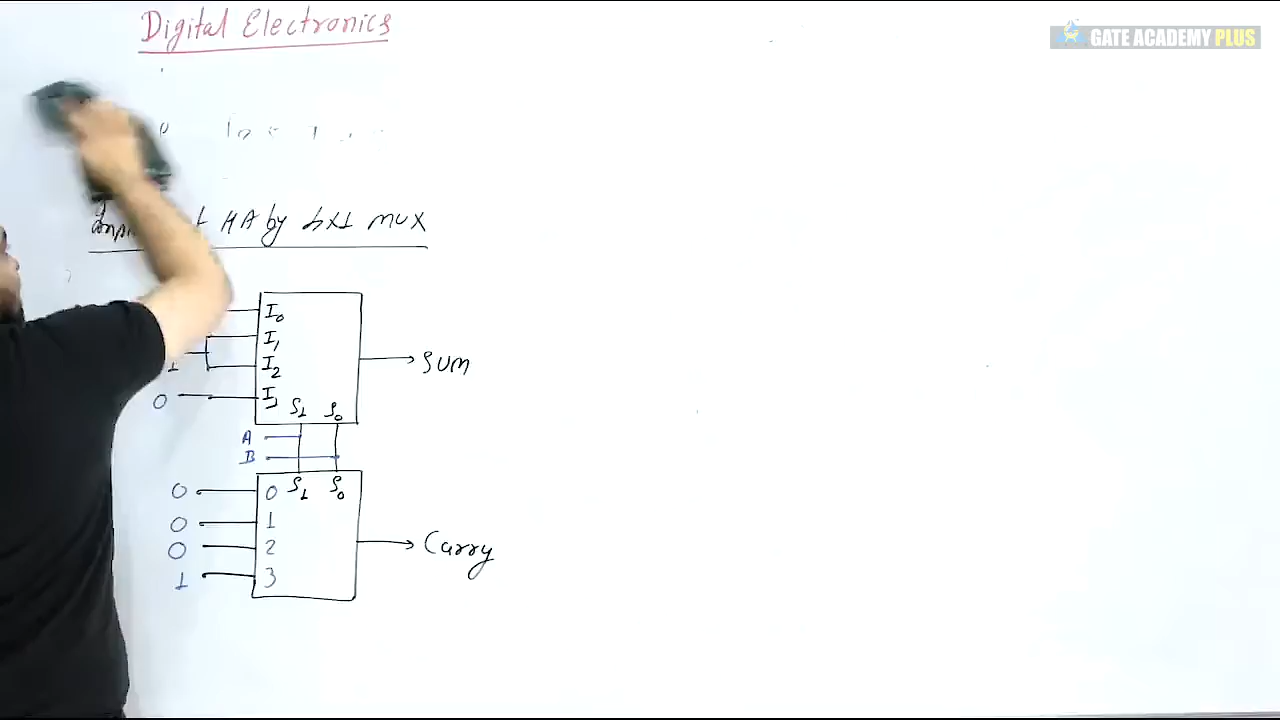 Digital Electronics
GATE ACADEMY PLUS
HA by MUX
I0
I1
I2
1
I3
0
S1 S0
SUM
A
B
S1 S0
0 0
0 1
0 2
1 3
Carry